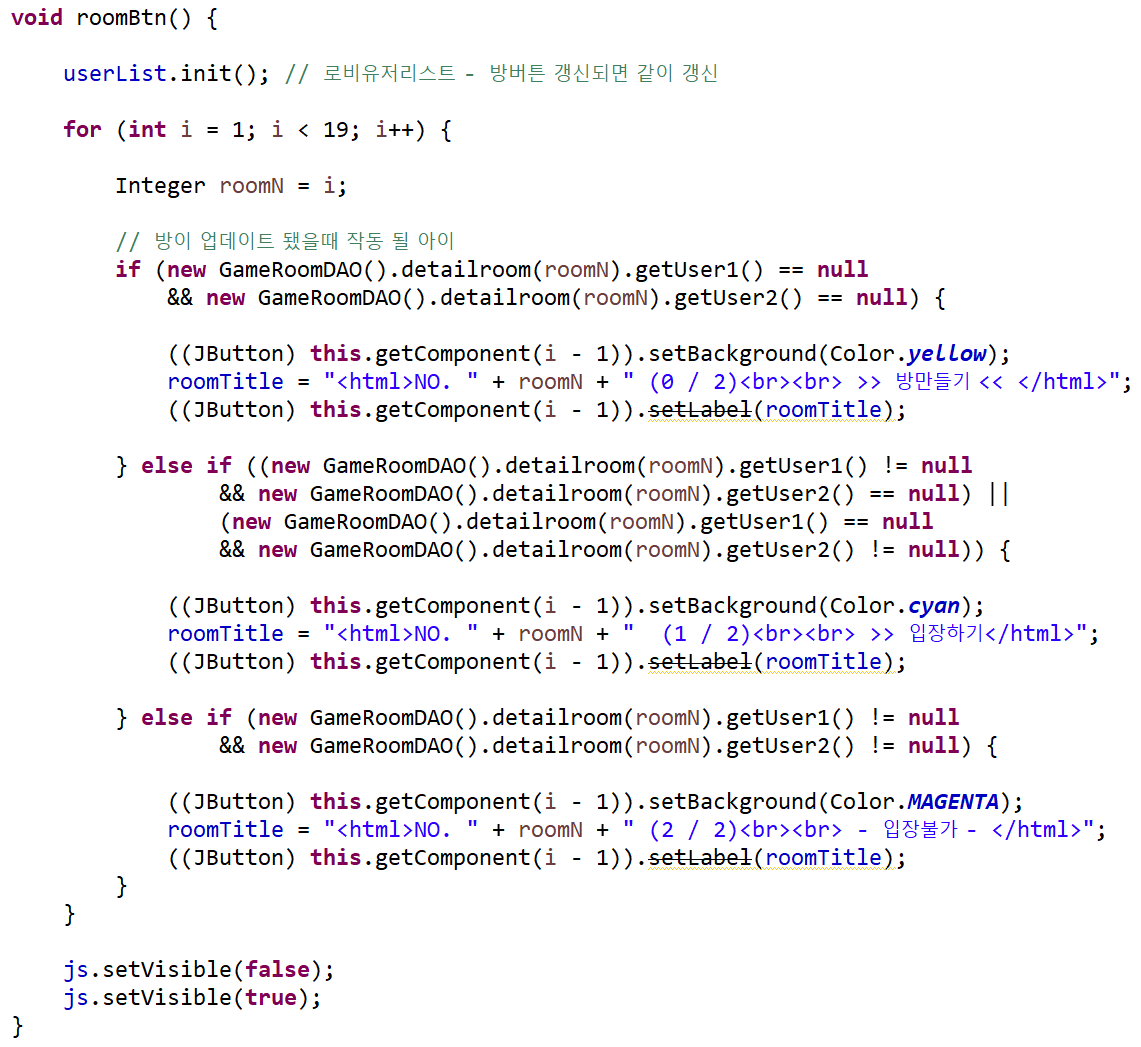 void roomBtn() {
userList.init(); // 로비유저리스트 - 방버튼 갱신되면 같이 갱신
for (int i = 1; i < 19; i++) {
Integer roomN = i;
// 방이 업데이트 됐을때 작동 될 아이
if (new GameRoomDAO().detailroom(roomN).getUser1() == null
&& new GameRoomDAO().detailroom(roomN).getUser2() == null) {
((JButton) this.getComponent(i - 1)).setBackground(Color.yellow);
roomTitle = "<html>NO. " + roomN + " (0 / 2)<br><br> >> 방만들기 << </html>";
((JButton) this.getComponent(i - 1)).setLabel(roomTitle);
} else if ((new GameRoomDAO().detailroom(roomN).getUser1() != null
&& new GameRoomDAO().detailroom(roomN).getUser2() == null) ||
(new GameRoomDAO().detailroom(roomN).getUser1() == null
&& new GameRoomDAO().detailroom(roomN).getUser2() != null)) {
((JButton) this.getComponent(i - 1)).setBackground(Color.cyan);
roomTitle = "<html>NO. " + roomN + "  (1 / 2)<br><br> >> 입장하기</html>";
((JButton) this.getComponent(i - 1)).setLabel(roomTitle);
} else if (new GameRoomDAO().detailroom(roomN).getUser1() != null
&& new GameRoomDAO().detailroom(roomN).getUser2() != null) {
((JButton) this.getComponent(i - 1)).setBackground(Color.MAGENTA);
roomTitle = "<html>NO. " + roomN + " (2 / 2)<br><br> - 입장불가 - </html>";
((JButton) this.getComponent(i - 1)).setLabel(roomTitle);
}
}
js.setVisible(false);
js.setVisible(true);
}